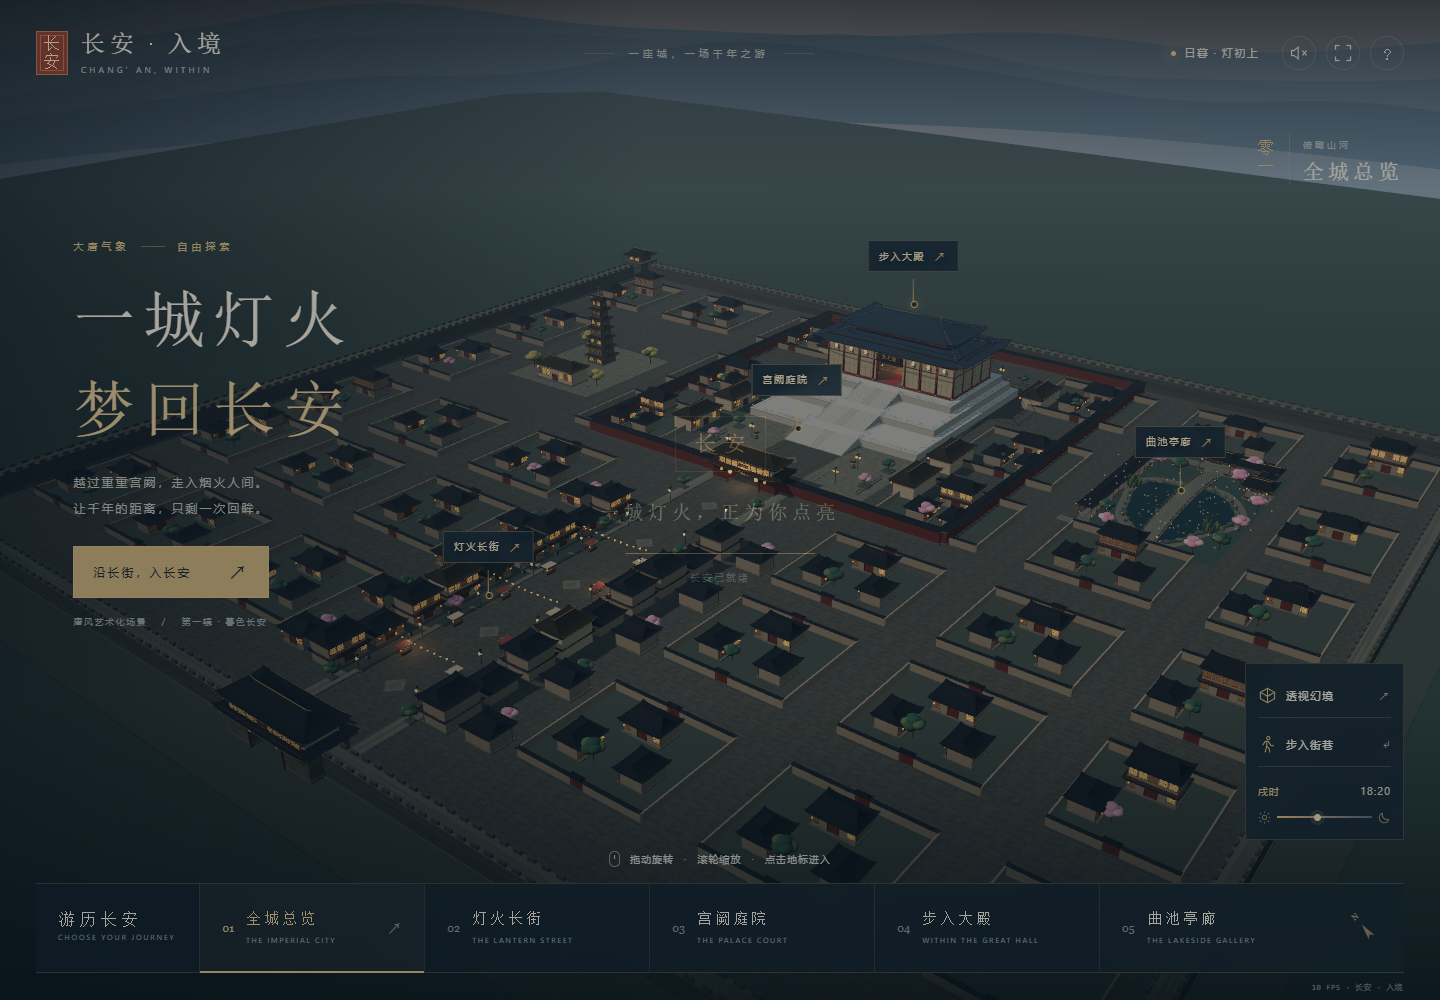 长安
长安 · 入境
CHANG' AN, WITHIN
一座城，一场千年之游
日暮 · 灯初上
?
零
俯瞰山河
全城总览
大唐气象 —— 自由探索
一城灯火
梦回长安
越过重重宫阙，走入烟火人间。
让千年的距离，只剩一次回眸。
沿长街，入长安
唐风艺术化场景 / 第一辑 · 暮色长安
步入大殿
宫阙庭院
曲池亭廊
灯火长街
长安
城灯火，正为你点亮
长安已就绪
透视幻境
步入街巷
戌时 18:20
拖动旋转 · 滚轮缩放 · 点击地标进入
游历长安
CHOOSE YOUR JOURNEY
01 全城总览
THE IMPERIAL CITY
02 灯火长街
THE LANTERN STREET
03 宫阙庭院
THE PALACE COURT
04 步入大殿
WITHIN THE GREAT HALL
05 曲池亭廊
THE LAKESIDE GALLERY
10 FPS · 长安 · 入境